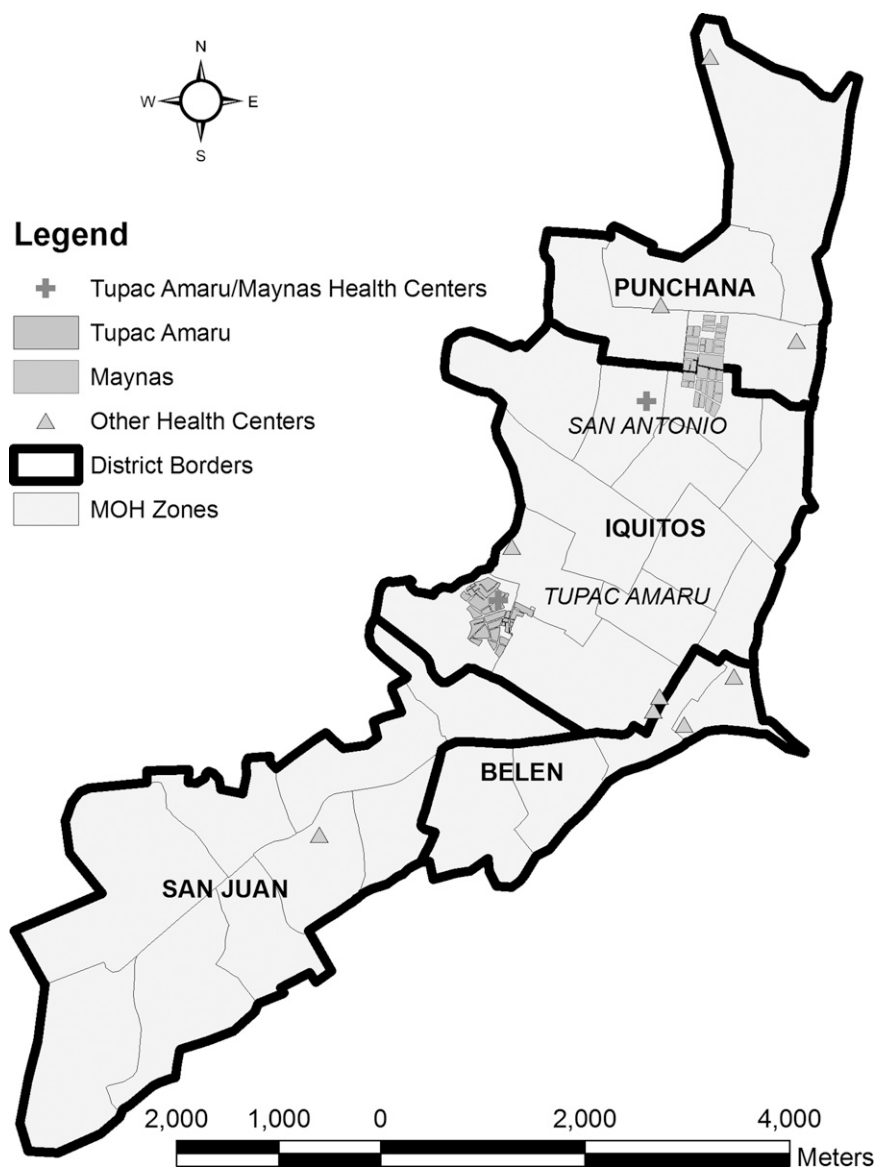 N
W E
S
Legend
Tupac Amaru/Maynas Health Centers
Tupac Amaru
Maynas
Other Health Centers
District Borders
MOH Zones
PUNCHANA
SAN ANTONIO
IQUITOS
TUPAC AMARU
BELEN
SAN JUAN
2,000 1,000 0 2,000 4,000
Meters